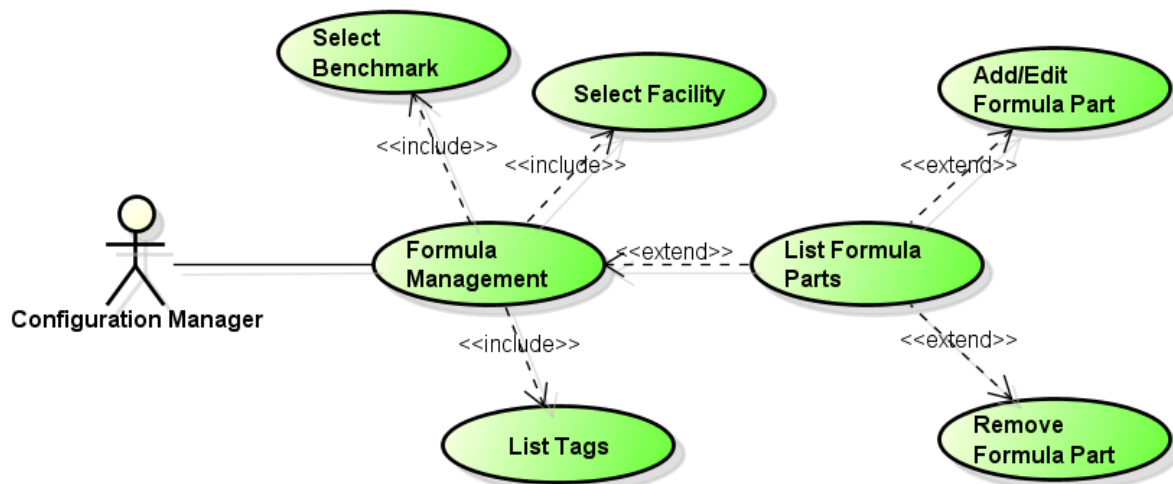 Select
Benchmark
Select Facility
Add/Edit
Formula Part
<<include>>
<<include>>
<<extend>>
Configuration Manager
Formula
Management
<<extend>>
List Formula
Parts
<<include>>
<<extend>>
List Tags
Remove
Formula Part